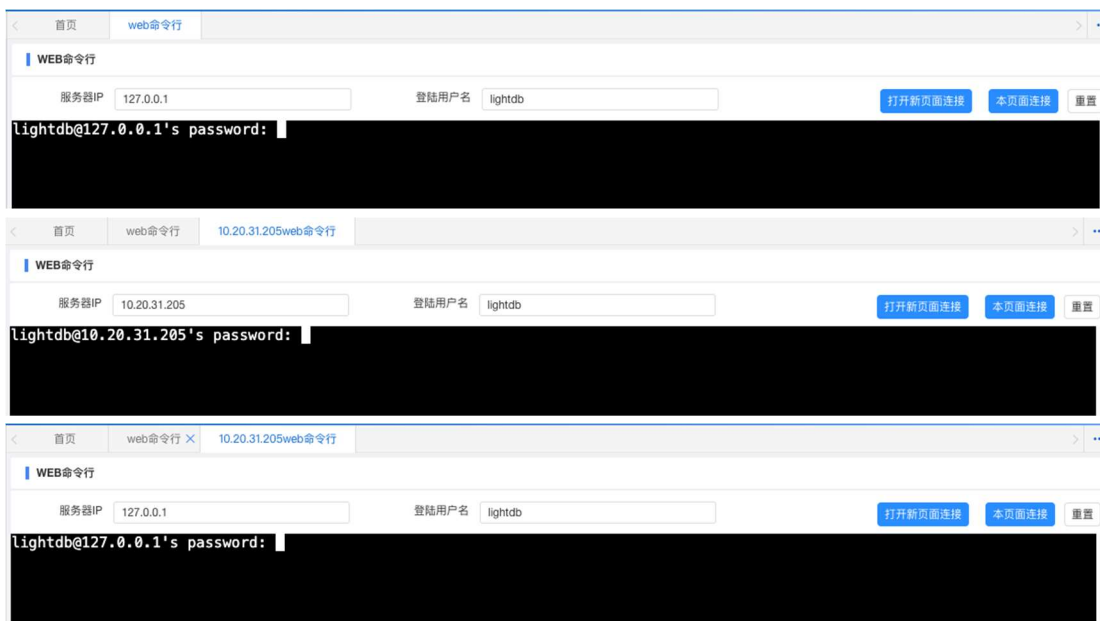 首页 web命令行
WEB命令行
服务器IP 127.0.0.1 登陆用户名 lightdb 打开新页面连接 本页面连接 重置
lightdb@127.0.0.1's password:
首页 web命令行 10.20.31.205web命令行
WEB命令行
服务器IP 10.20.31.205 登陆用户名 lightdb 打开新页面连接 本页面连接 重置
lightdb@10.20.31.205's password:
首页 web命令行 10.20.31.205web命令行
WEB命令行
服务器IP 127.0.0.1 登陆用户名 lightdb 打开新页面连接 本页面连接 重置
lightdb@127.0.0.1's password: